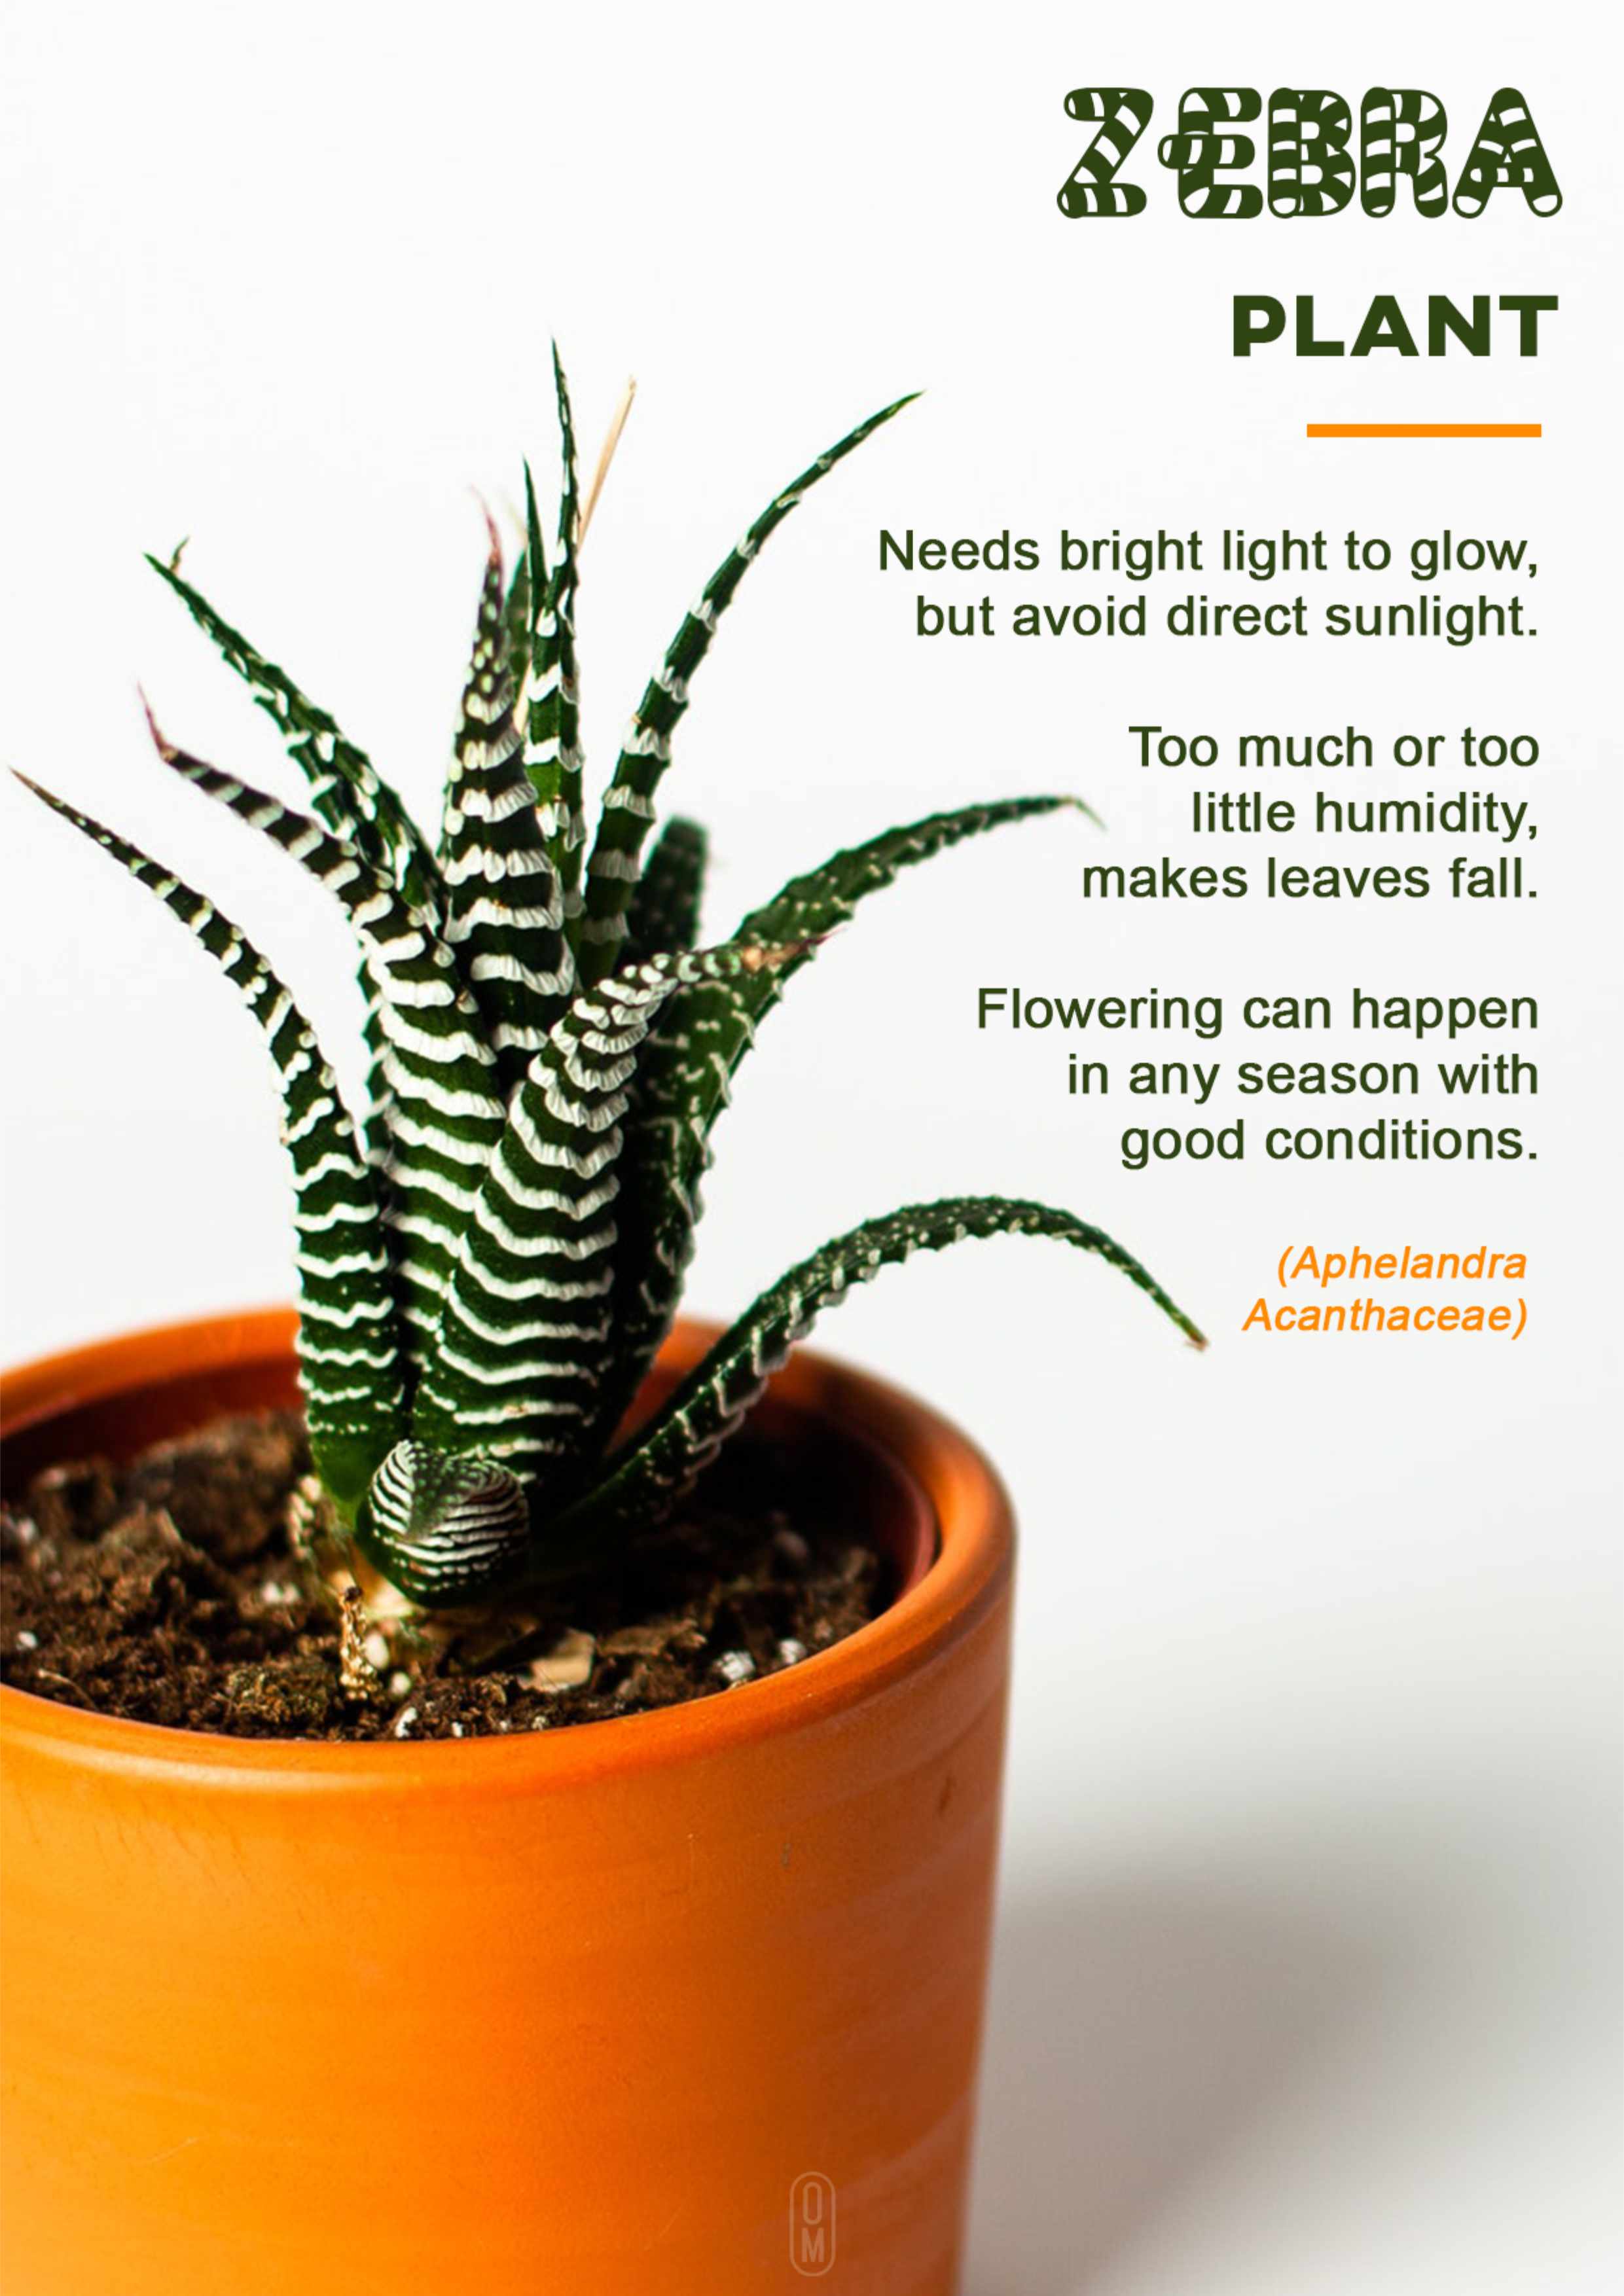 ZEBRA
PLANT
Needs bright light to glow,
but avoid direct sunlight.
Too much or too
little humidity,
makes leaves fall.
Flowering can happen
in any season with
good conditions.
(Aphelandra
Acanthaceae)
O
M